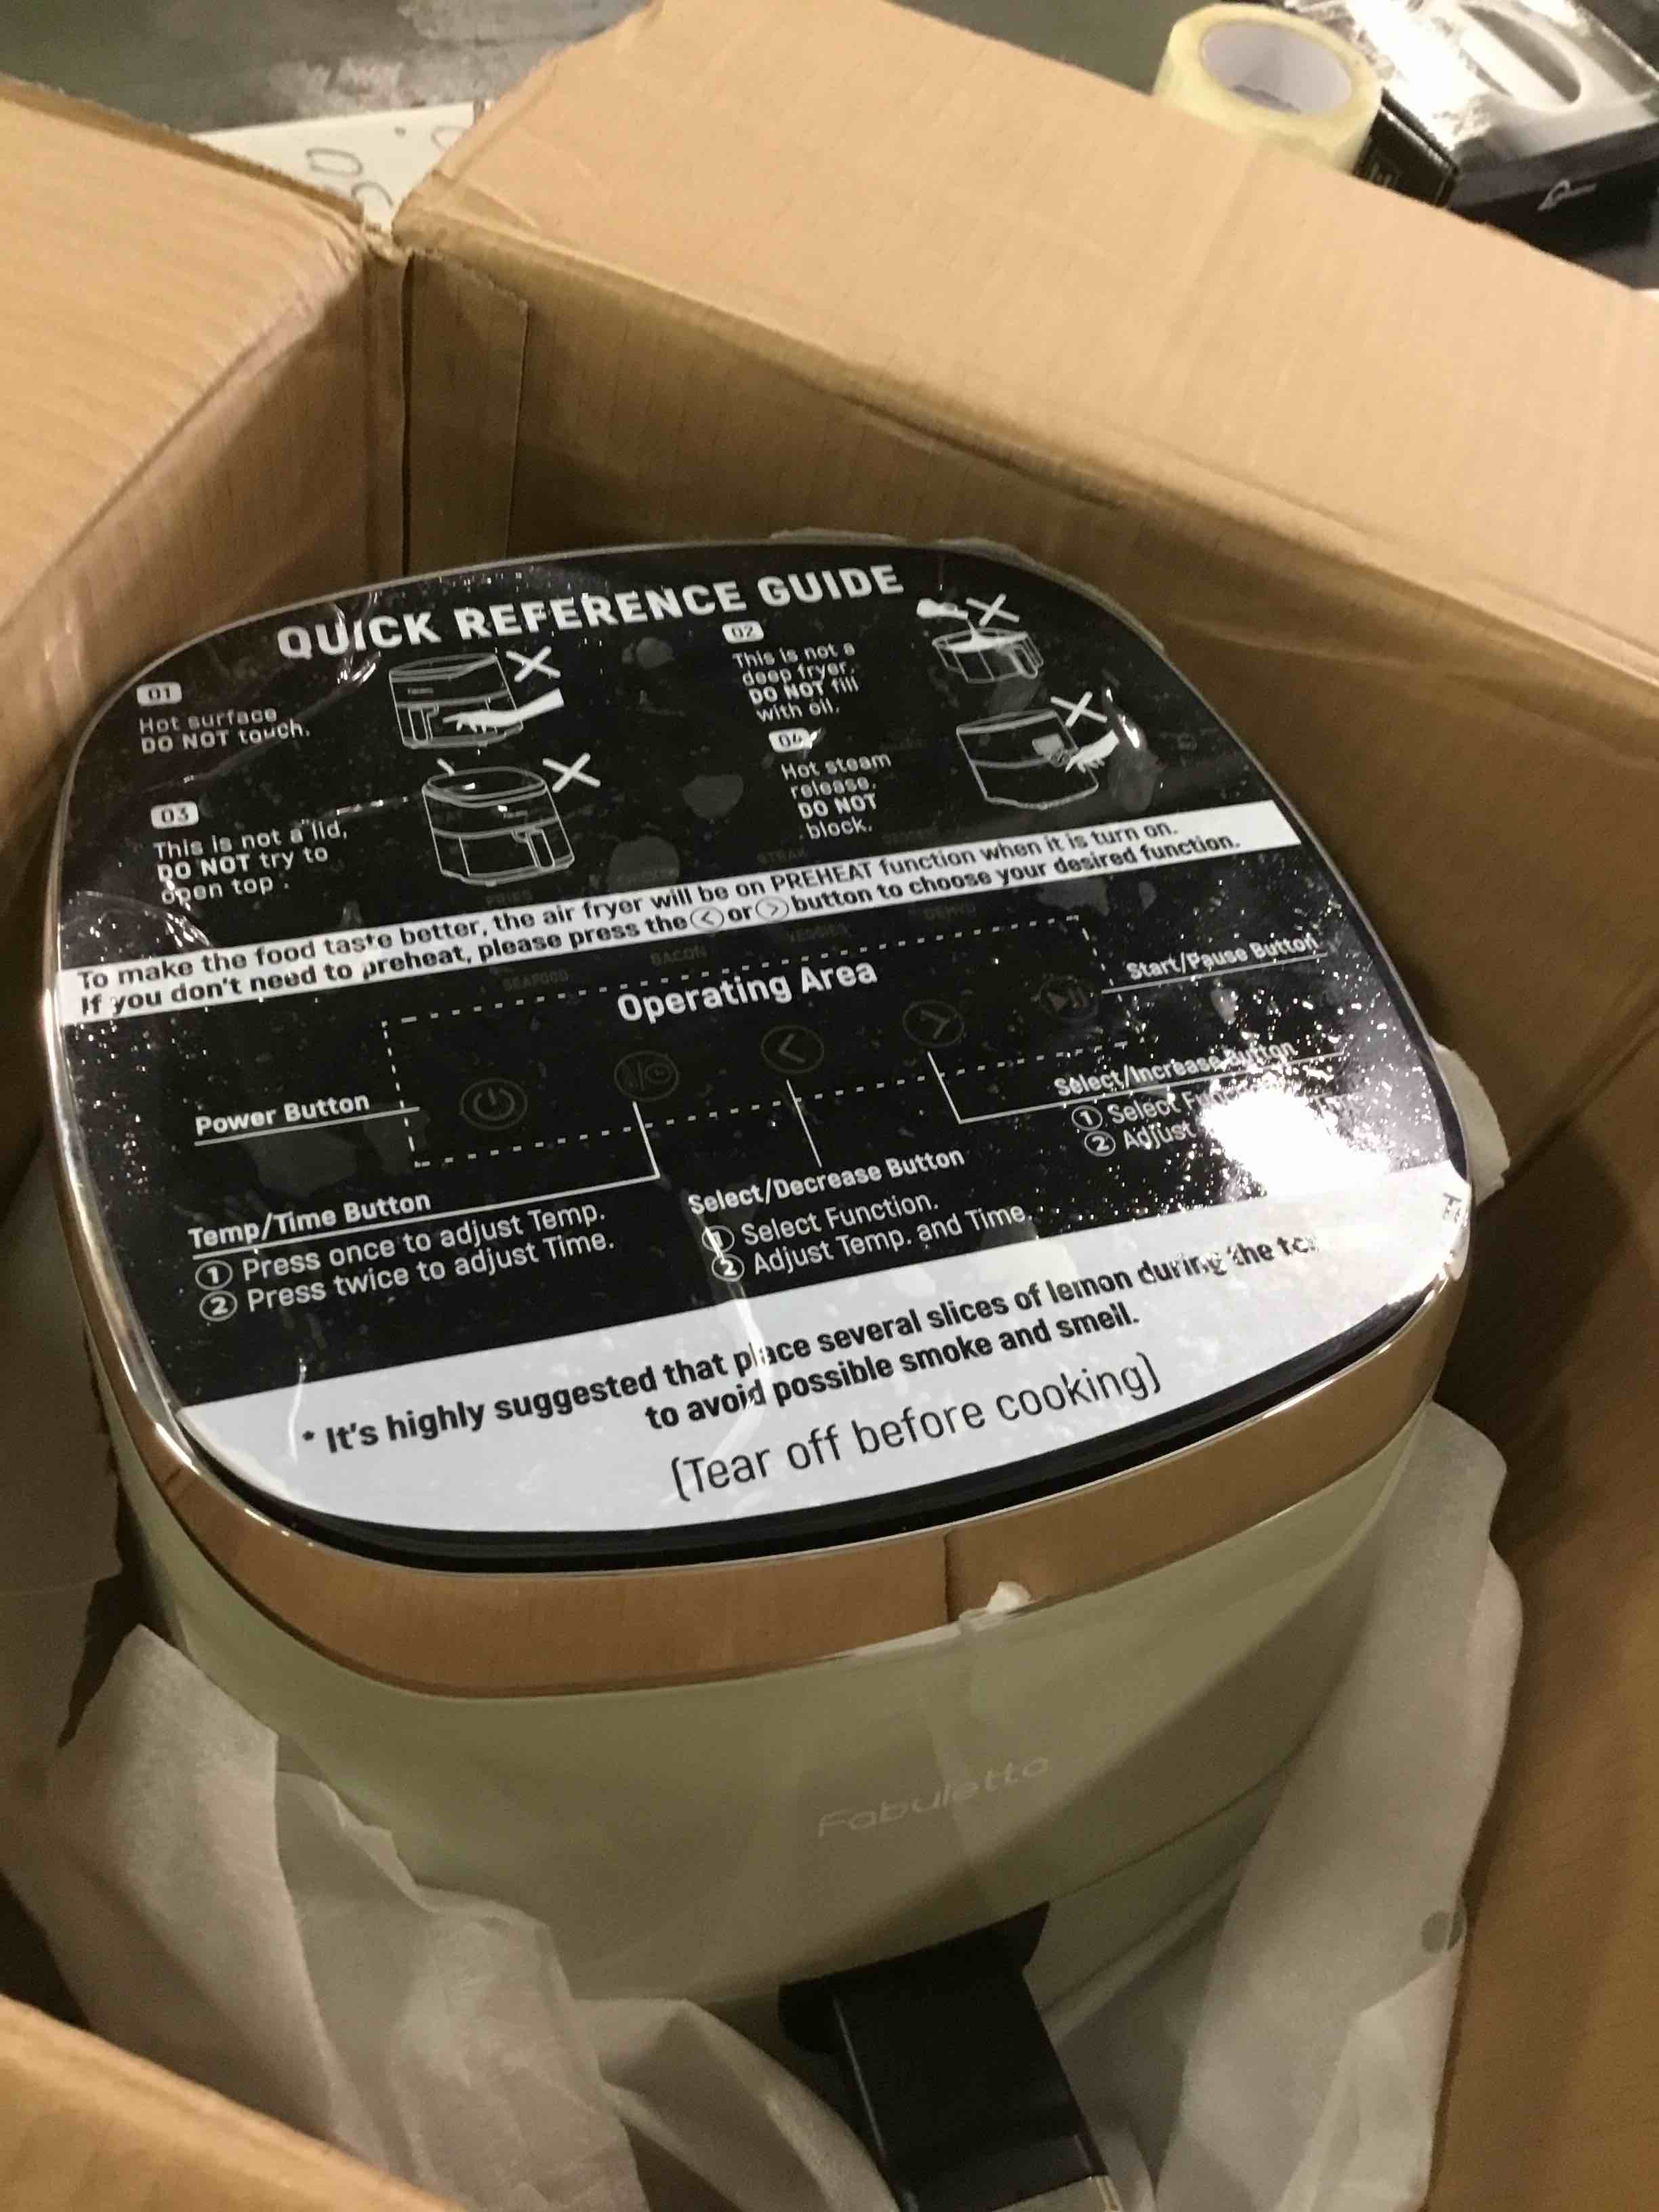 QUICK REFERENCE GUIDE
01
Hot surface
DO NOT touch.
02
This is not a
deep fryer.
DO NOT fill
with oil.
03
This is not a lid,
DO NOT try to
open top.
04
Hot steam
release.
DO NOT
block.
To make the food taste better, the air fryer will be on PREHEAT function when it is turn on.
If you don't need to preheat, please press the < or > button to choose your desired function.
STEAK
FRIES
SEAFOOD
BACON
VEGGIES
Operating Area
Start/Pause Button
Power Button
Select/Increase Button
① Select
② Adjust
Temp/Time Button
① Press once to adjust Temp.
② Press twice to adjust Time.
Select/Decrease Button
① Select Function.
② Adjust Temp. and Time.
* It's highly suggested that place several slices of lemon during the
to avoid possible smoke and smell.
(Tear off before cooking)
Fabuletta